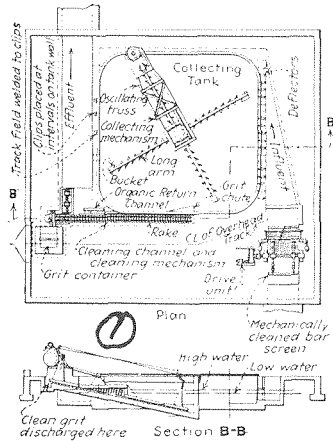 Track field welded to clips
Clips placed at
intervals on tank wall
Effluent
Collecting
Tank
Deflectors
Oscillating
truss
Collecting
mechanism
Influent
B
B
Long
arm
Bucket
Organic Return
Channel
Grit
chute
Rake
CL of Overhead
Track
Cleaning channel and
cleaning mechanism
Grit container
Drive
unit
Plan
Mechanically
cleaned bar
screen
1
High water
Low water
Clean grit
discharged here
Section B-B